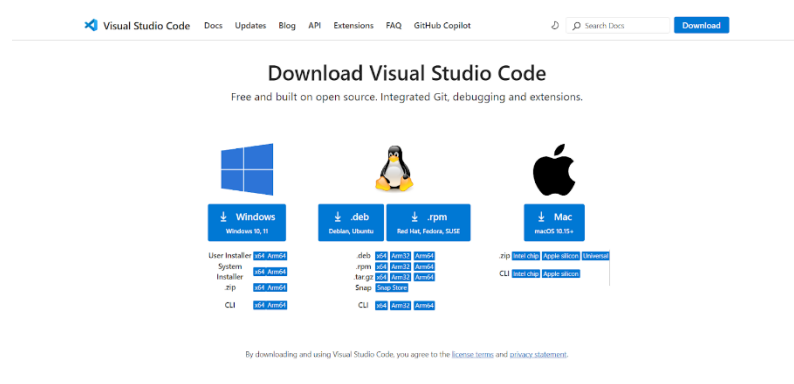 Visual Studio Code Docs Updates Blog API Extensions FAQ GitHub Copilot Search Docs Download
Download Visual Studio Code
Free and built on open source. Integrated Git, debugging and extensions.
Windows
Windows 10, 11
.deb
Debian, Ubuntu
.rpm
Red Hat, Fedora, SUSE
Mac
macOS 10.15+
User Installer x64 Arm64
System
Installer x64 Arm64
.zip x64 Arm64
CLI x64 Arm64
.deb x64 Arm32 Arm64
.rpm x64 Arm32 Arm64
.tar.gz x64 Arm32 Arm64
Snap Snap Store
CLI x64 Arm32 Arm64
.zip Intel chip Apple silicon Universal
CLI Intel chip Apple silicon
By downloading and using Visual Studio Code, you agree to the license terms and privacy statement.